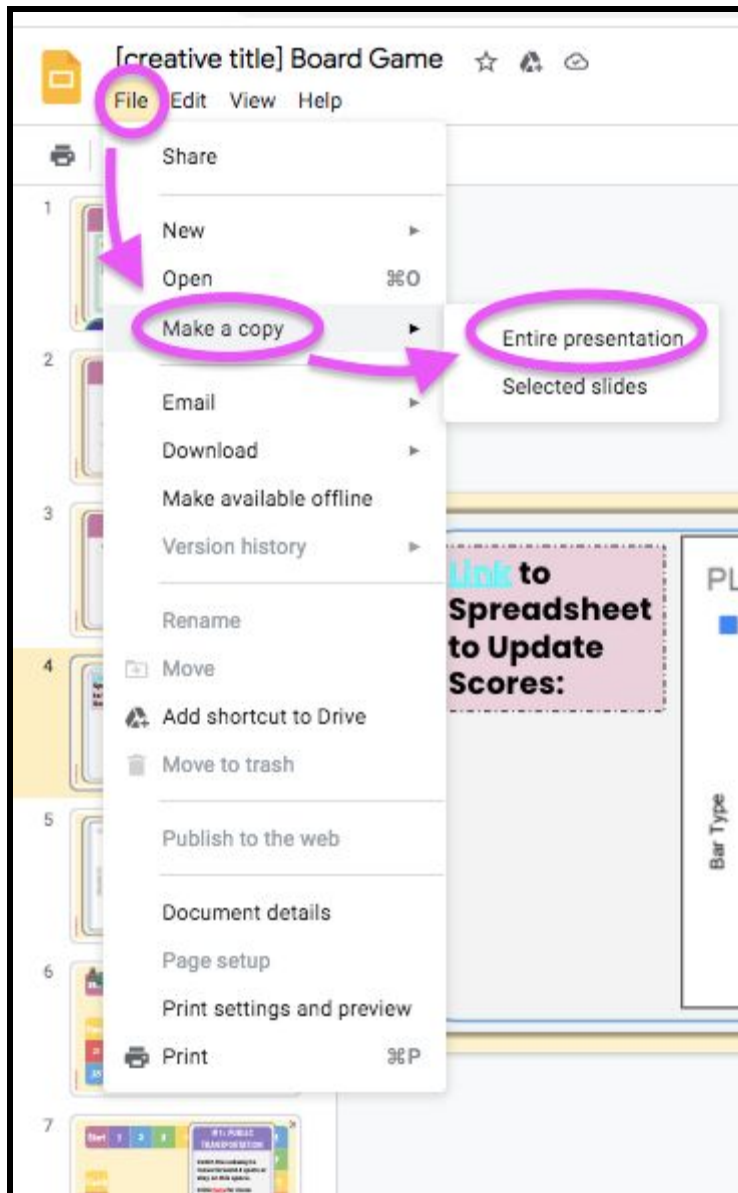 [creative title] Board Game
File Edit View Help
Share
New
Open ⌘O
Make a copy
Entire presentation
Selected slides
Email
Download
Make available offline
Version history
Rename
Move
Add shortcut to Drive
Move to trash
Publish to the web
Document details
Page setup
Print settings and preview
Print ⌘P
1
2
3
4
5
6
7
Link to
Spreadsheet
to Update
Scores:
PL
Bar Type
Start 1 2 3
#1: PUBLIC
TRANSPORTATION